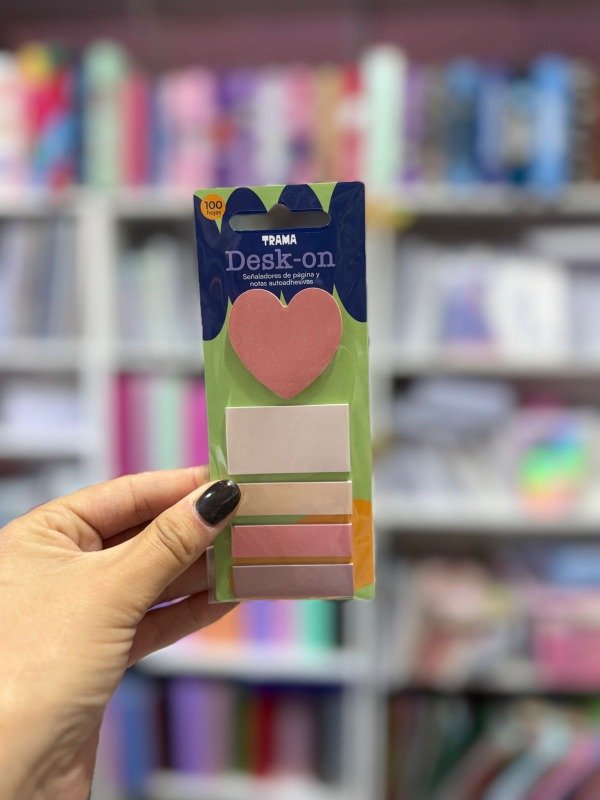 100
hojas
TRAMA
Desk-on
Señaladores de página y
notas autoadhesivas